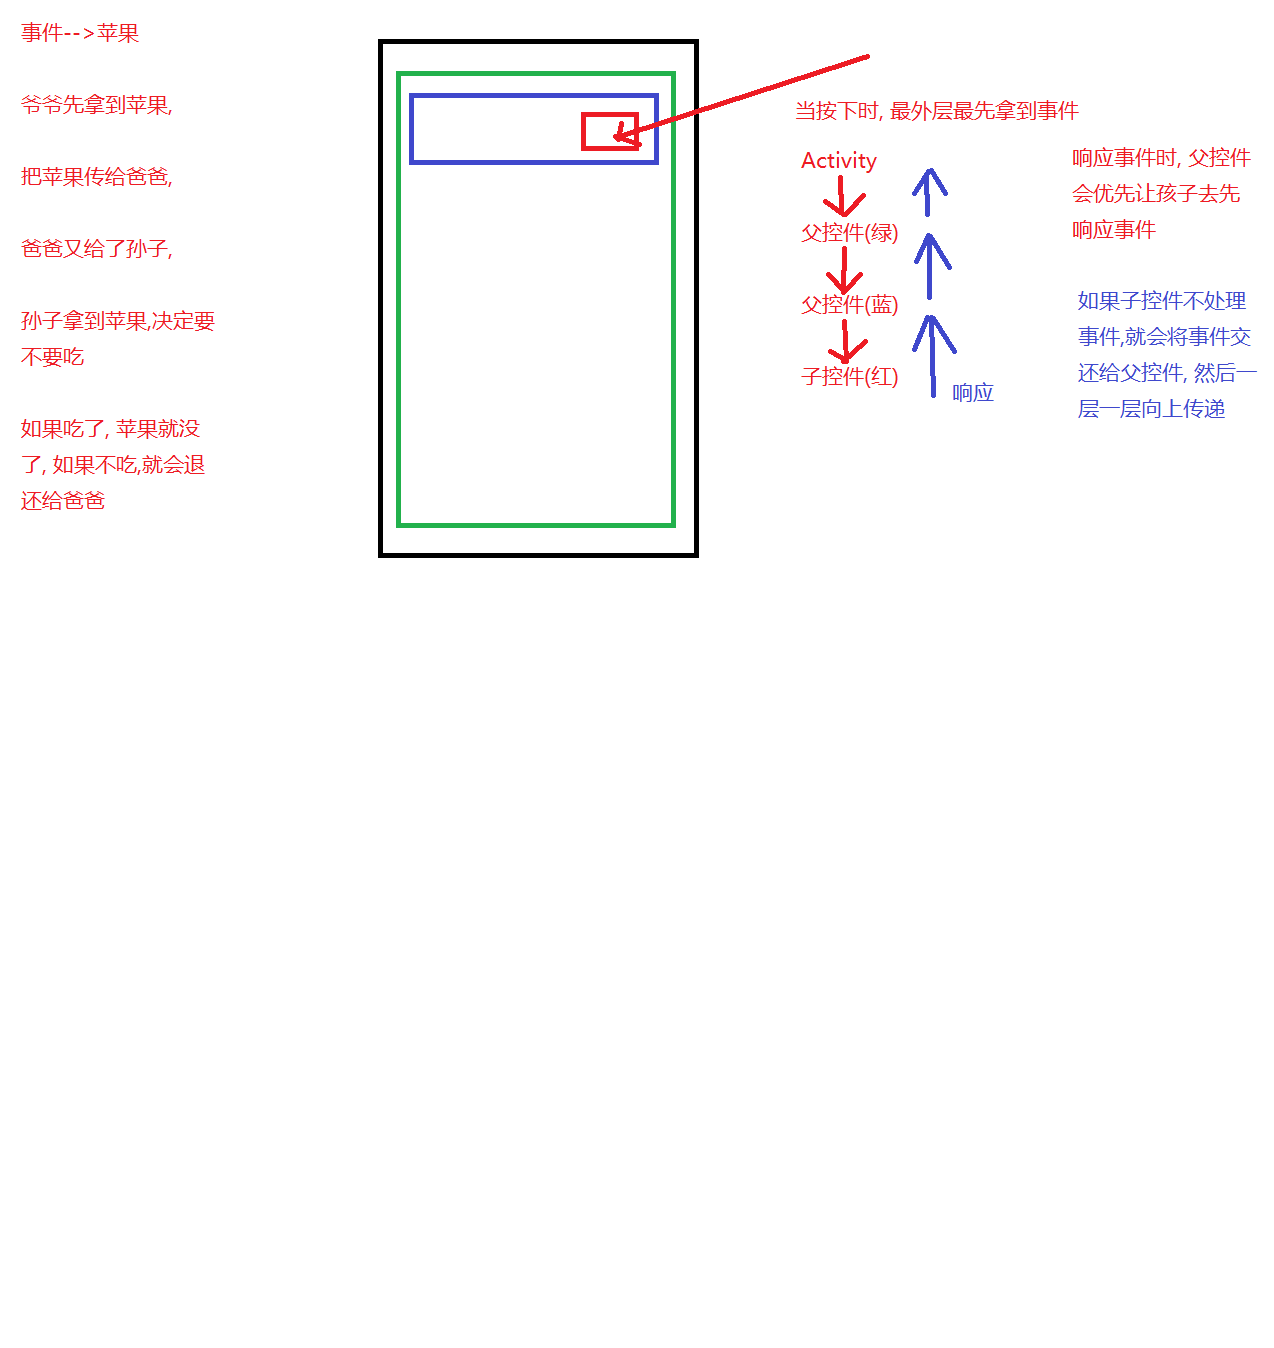 事件-->苹果
爷爷先拿到苹果,
把苹果传给爸爸,
爸爸又给了孙子,
孙子拿到苹果,决定要
不要吃
如果吃了, 苹果就没
了, 如果不吃,就会退
还给爸爸
当按下时, 最外层最先拿到事件
Activity
父控件(绿)
父控件(蓝)
子控件(红)
响应
响应事件时, 父控件
会优先让孩子去先
响应事件
如果子控件不处理
事件,就会将事件交
还给父控件, 然后一
层一层向上传递